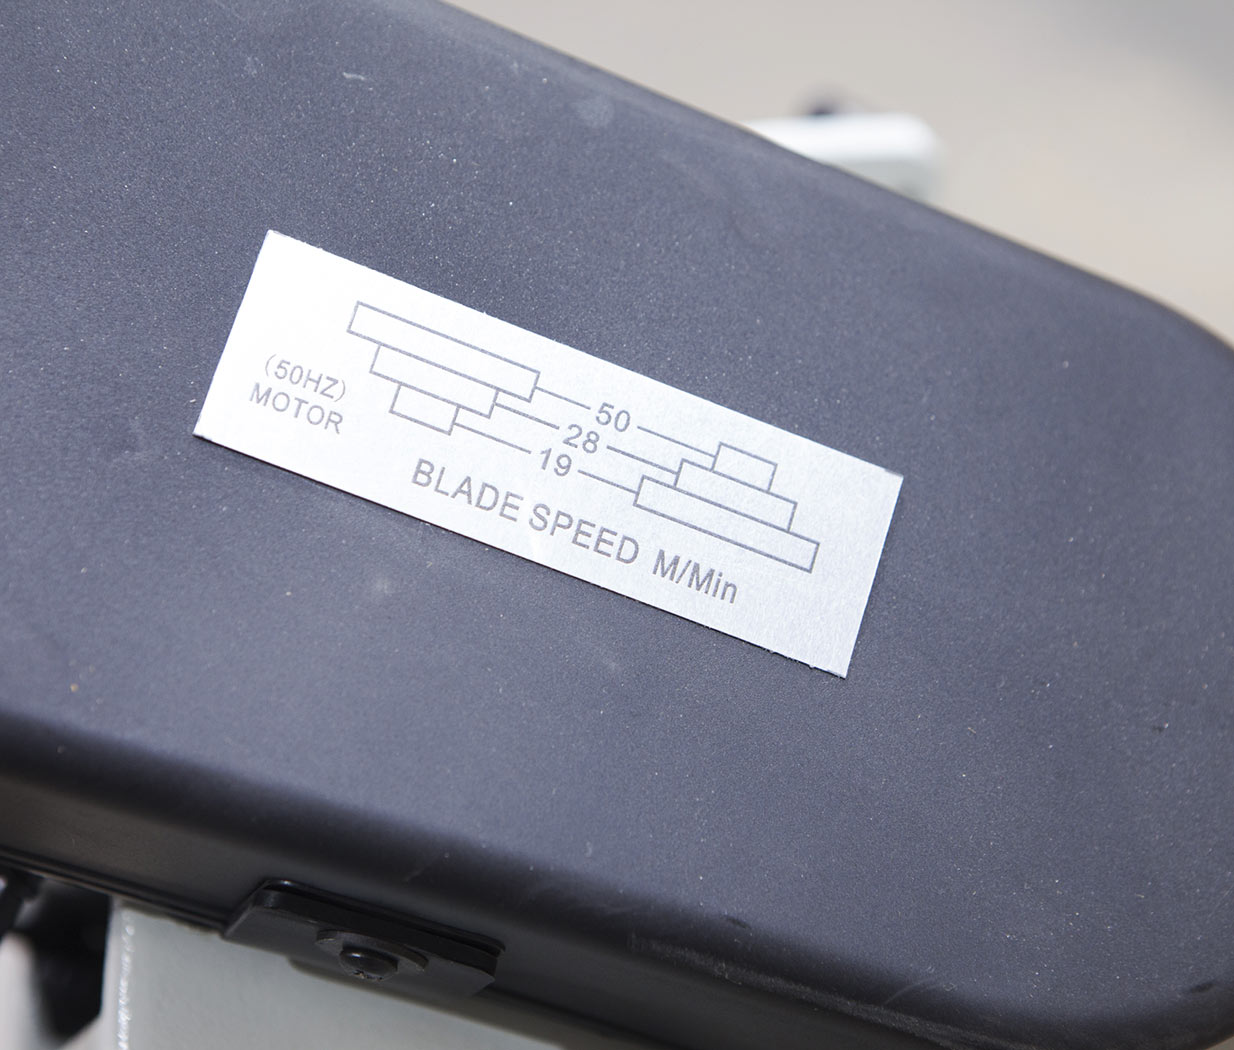 (50HZ)
MOTOR
50
28
19
BLADE SPEED M/Min